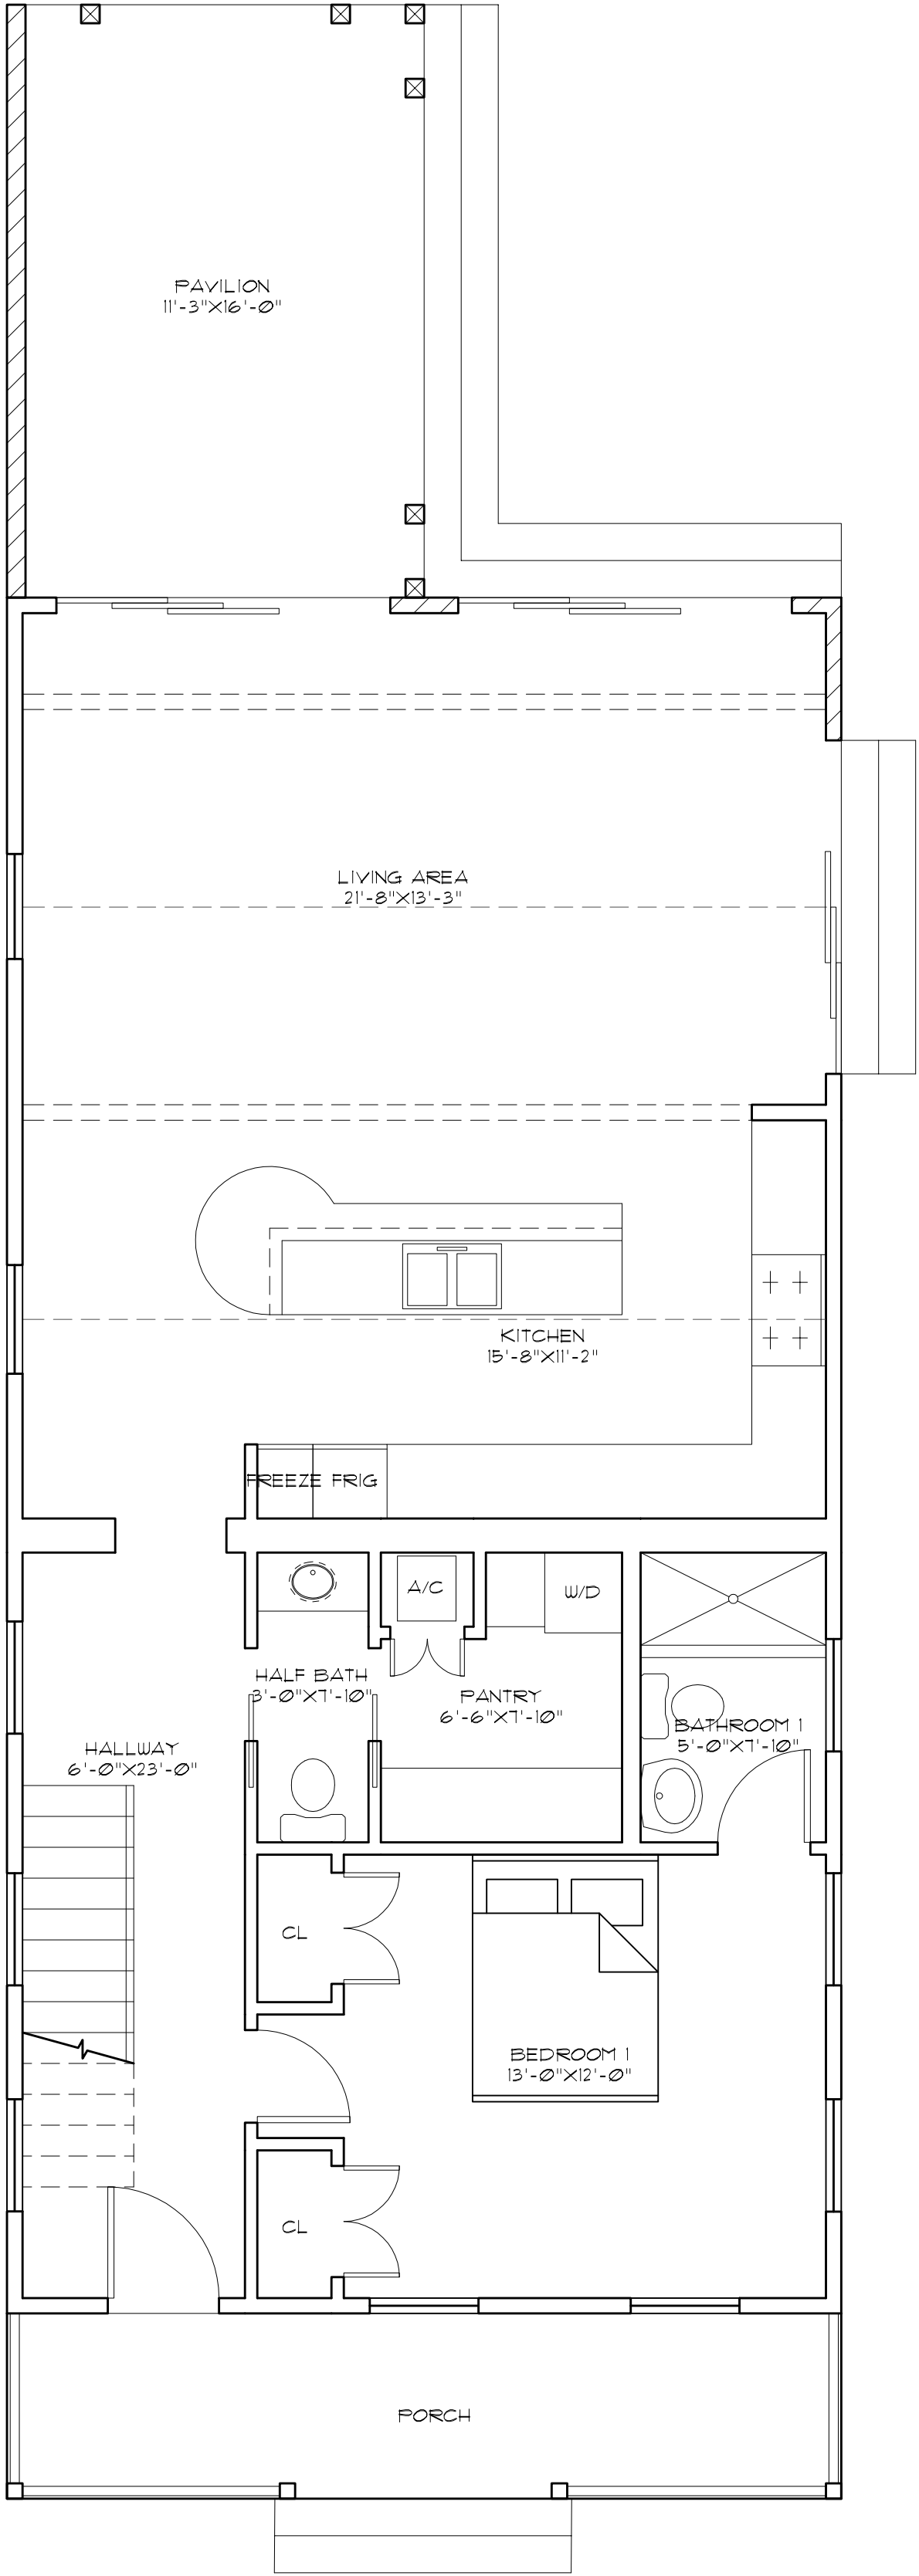 PAVILION
11'-3"X16'-0"
LIVING AREA
21'-8"X13'-3"
KITCHEN
15'-8"X11'-2"
FREEZE FRIG
A/C
W/D
HALF BATH
3'-0"X7'-10"
PANTRY
6'-6"X7'-10"
BATHROOM 1
5'-0"X7'-10"
HALLWAY
6'-0"X23'-0"
CL
BEDROOM 1
13'-0"X12'-0"
CL
PORCH